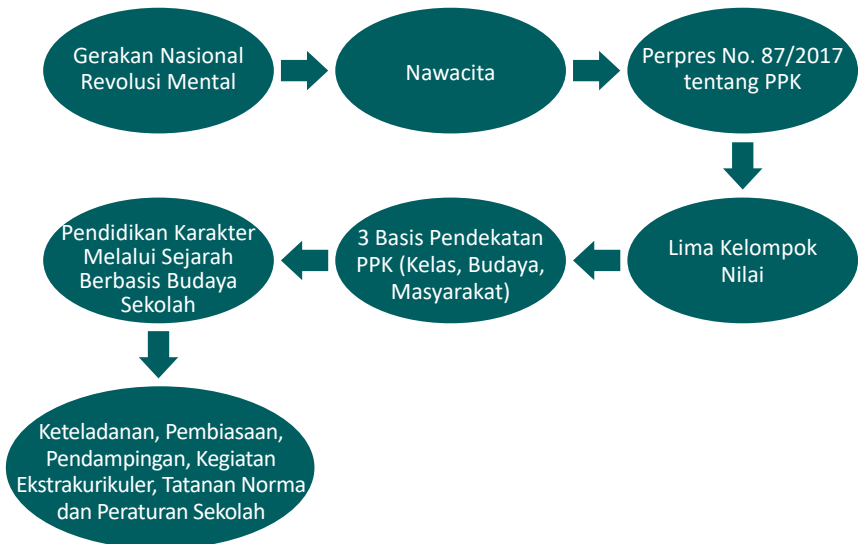 Gerakan Nasional
Revolusi Mental
Nawacita
Perpres No. 87/2017
tentang PPK
Lima Kelompok
Nilai
3 Basis Pendekatan
PPK (Kelas, Budaya,
Masyarakat)
Pendidikan Karakter
Melalui Sejarah
Berbasis Budaya
Sekolah
Keteladanan, Pembiasaan,
Pendampingan, Kegiatan
Ekstrakurikuler, Tatanan Norma
dan Peraturan Sekolah